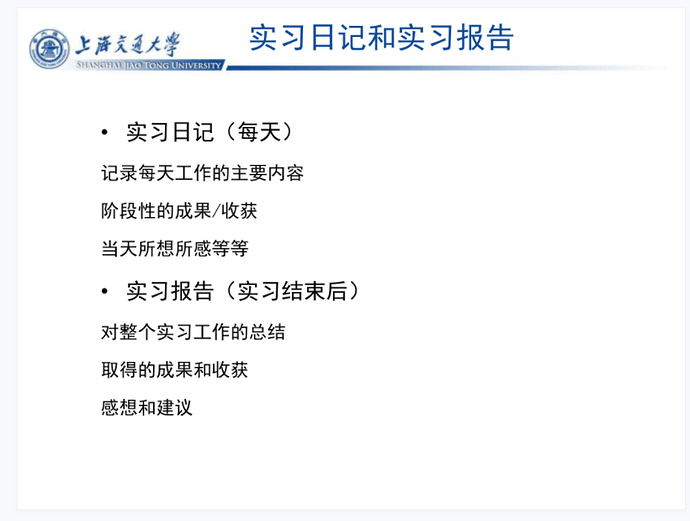 上海交通大学
SHANGHAI JIAO TONG UNIVERSITY
实习日记和实习报告
• 实习日记（每天）
记录每天工作的主要内容
阶段性的成果/收获
当天所想所感等等
• 实习报告（实习结束后）
对整个实习工作的总结
取得的成果和收获
感想和建议